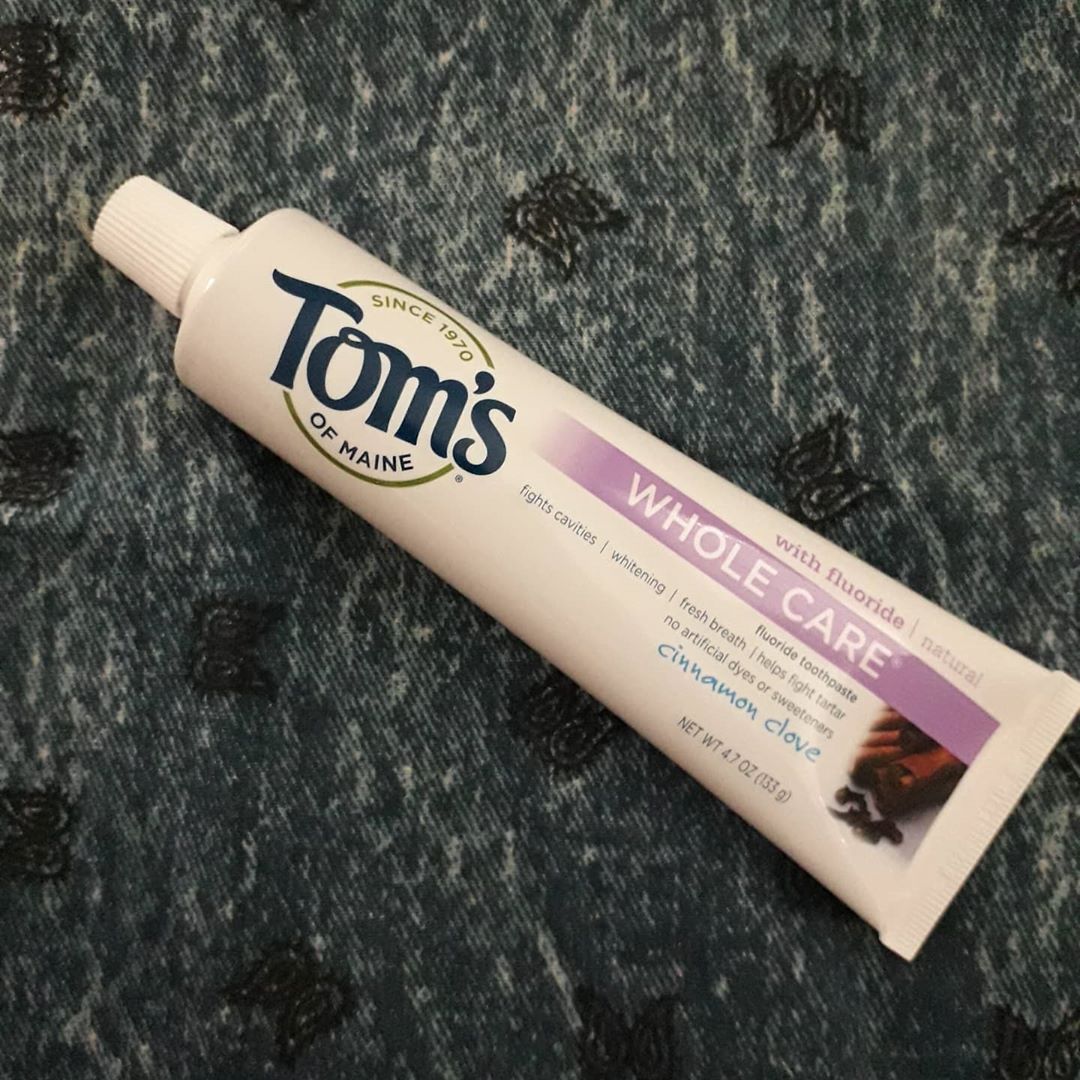 SINCE 1970
Tom's
OF MAINE®
with fluoride | natural
WHOLE CARE®
fluoride toothpaste
fights cavities | whitening | fresh breath | helps fight tartar
no artificial dyes or sweeteners
cinnamon clove
NET WT 4.7 OZ (133 g)